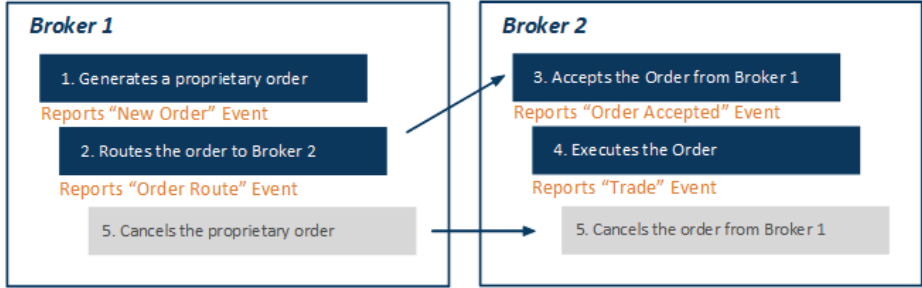 Broker 1
1. Generates a proprietary order
Reports “New Order” Event
2. Routes the order to Broker 2
Reports “Order Route” Event
5. Cancels the proprietary order
Broker 2
3. Accepts the Order from Broker 1
Reports “Order Accepted” Event
4. Executes the Order
Reports “Trade” Event
5. Cancels the order from Broker 1